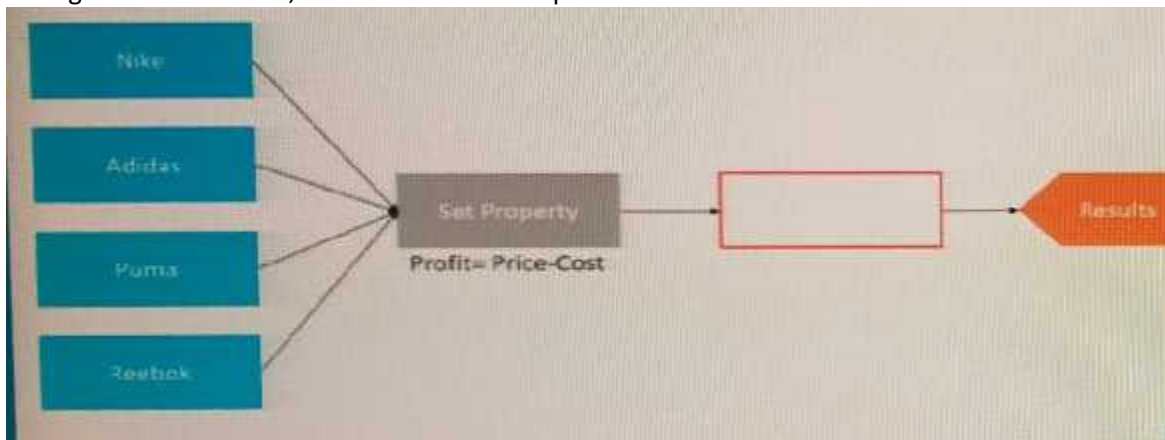 Nike
Adidas
Set Property
Results
Profit= Price-Cost
Puma
Reebok